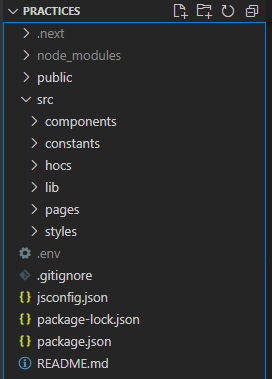 PRACTICES
.next
node_modules
public
src
components
constants
hocs
lib
pages
styles
.env
.gitignore
jsconfig.json
package-lock.json
package.json
README.md